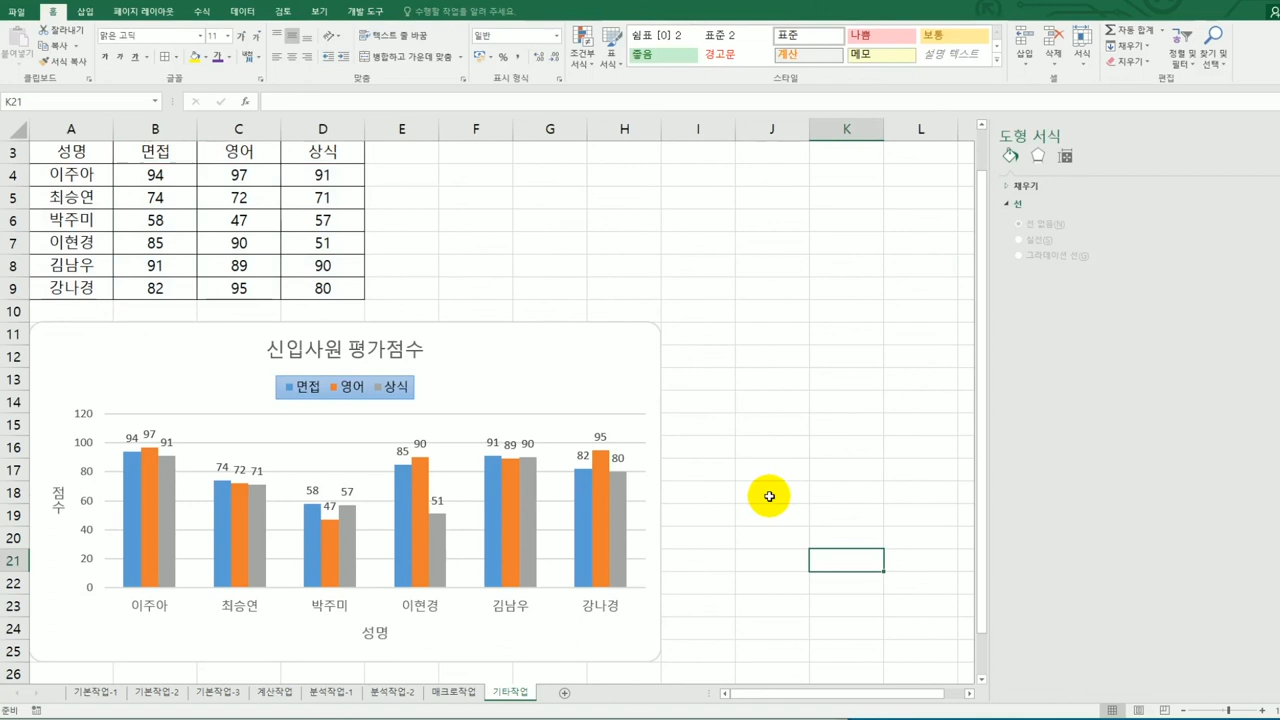 파일 홈 삽입 페이지 레이아웃 수식 데이터 검토 보기 개발 도구 수행할 작업을 알려 주세요.
붙여넣기 잘라내기 복사 서식 복사 클립보드
맑은 고딕 11 가 가 가 가 가 글꼴
텍스트 줄 바꿈 병합하고 가운데 맞춤 맞춤
일반 % , 표시 형식
조건부 서식 표 서식
쉼표 [0] 2 표준 2 표준 나쁨 보통
좋음 경고문 계산 메모 설명 텍스트
스타일
삽입 삭제 서식 셀
자동 합계 채우기 지우기 정렬 및 필터 찾기 및 선택 편집
K21 fx
A B C D E F G H I J K L
3 성명 면접 영어 상식
4 이주아 94 97 91
5 최승연 74 72 71
6 박주미 58 47 57
7 이현경 85 90 51
8 김남우 91 89 90
9 강나경 82 95 80
10
11
12
13
14
15
16
17
18
19
20
21
22
23
24
25
26
신입사원 평가점수
면접 영어 상식
120
100
80
60
40
20
0
점수
94 97 91
74 72 71
58 47 57
85 90 51
91 89 90
82 95 80
이주아 최승연 박주미 이현경 김남우 강나경
성명
도형 서식
채우기
선
선 없음(N)
실선(S)
그라데이션 선(G)
기본작업-1 기본작업-2 기본작업-3 계산작업 분석작업-1 분석작업-2 매크로작업 기타작업
준비